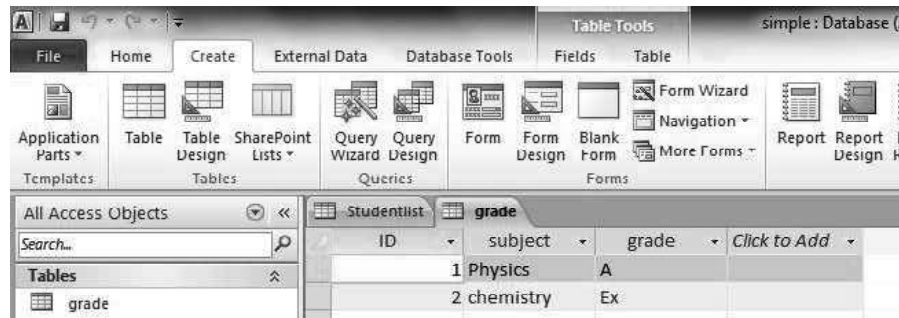 A
Table Tools simple : Database (
File Home Create External Data Database Tools Fields Table
Application Parts
Table
Table Design
SharePoint Lists
Query Wizard
Query Design
Form
Form Design
Blank Form
Form Wizard
Navigation
More Forms
Report
Report Design
Templates Tables Queries Forms
All Access Objects «
Studentlist grade
Search...
ID subject grade Click to Add
Tables
1 Physics A
grade
2 chemistry Ex